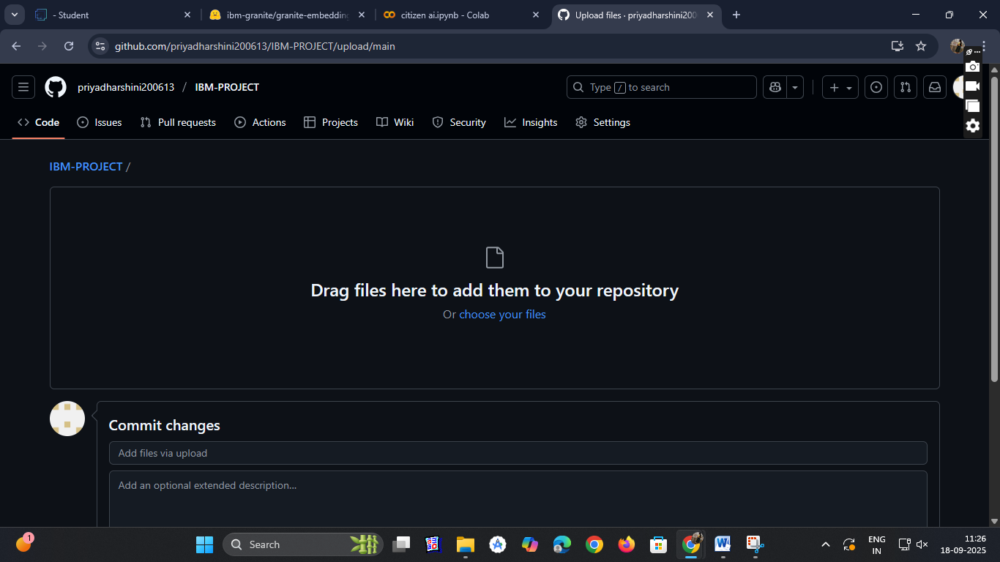 - Student
ibm-granite/granite-embedding
citizen ai.ipynb - Colab
Upload files · priyadharshini200
github.com/priyadharshini200613/IBM-PROJECT/upload/main
priyadharshini200613 / IBM-PROJECT
Type / to search
Code
Issues
Pull requests
Actions
Projects
Wiki
Security
Insights
Settings
IBM-PROJECT /
Drag files here to add them to your repository
Or choose your files
Commit changes
Add files via upload
Add an optional extended description...
1
Search
ENG
IN
11:26
18-09-2025